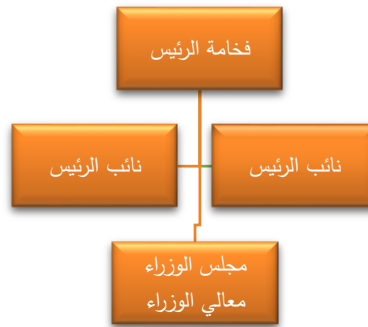 فخامة الرئيس
نائب الرئيس
نائب الرئيس
مجلس الوزراء
معالي الوزراء